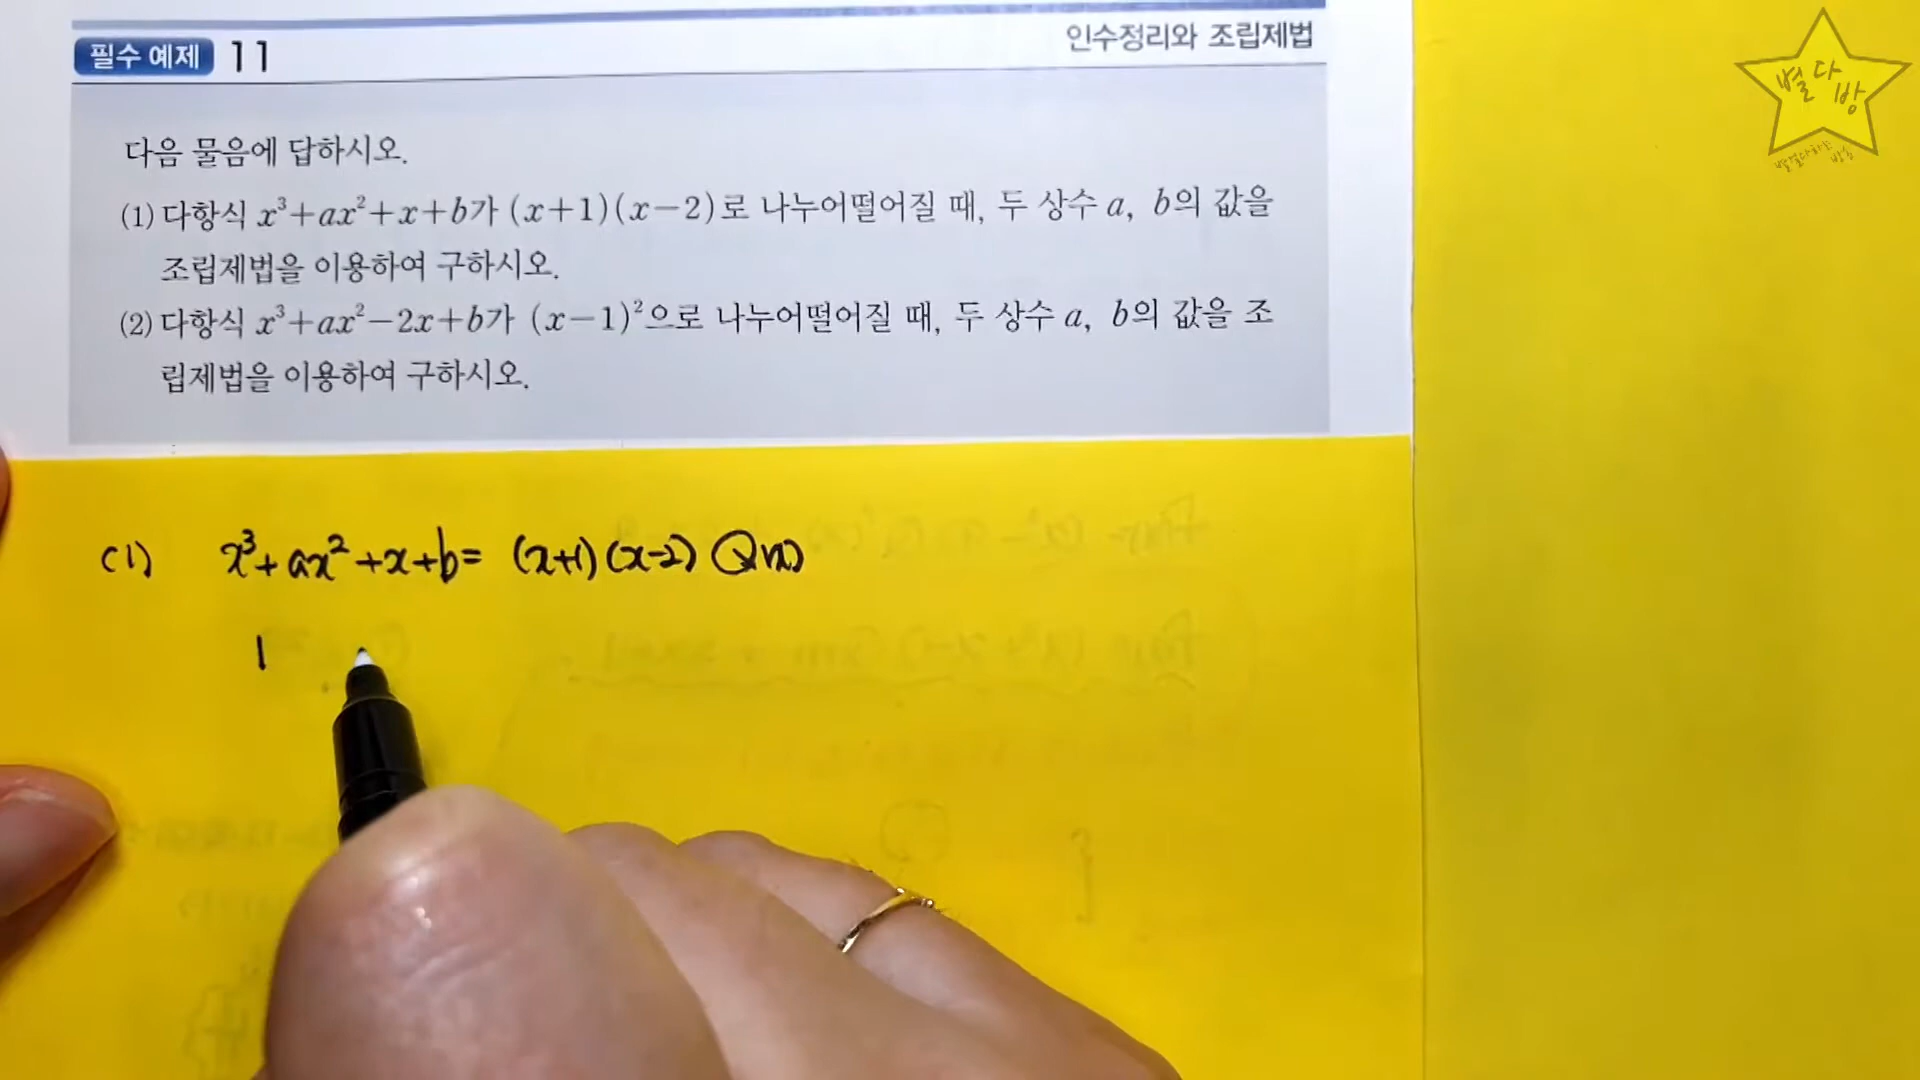 필수 예제 11
인수정리와 조립제법
다음 물음에 답하시오.
(1) 다항식 x³+ax²+x+b가 (x+1)(x−2)로 나누어떨어질 때, 두 상수 a, b의 값을
조립제법을 이용하여 구하시오.
(2) 다항식 x³+ax²−2x+b가 (x−1)²으로 나누어떨어질 때, 두 상수 a, b의 값을 조
립제법을 이용하여 구하시오.
(1) x³+ax²+x+b= (x+1)(x-2) Q(x)
1
별다방